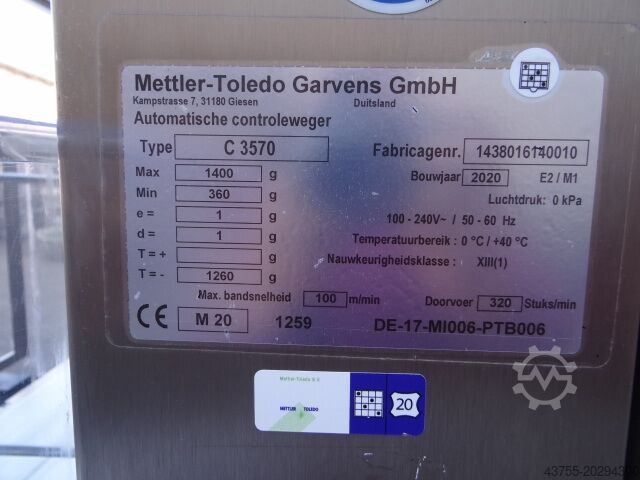 Mettler-Toledo Garvens GmbH
Kampstrasse 7, 31180 Giesen Duitsland
Automatische controleweger
Type C 3570 Fabricagenr. 1438016140010
Max 1400 g Bouwjaar 2020 E2 / M1
Min 360 g Luchtdruk: 0 kPa
e = 1 g 100 - 240V~ / 50 - 60 Hz
d = 1 g Temperatuurbereik : 0 °C / +40 °C
T = + g Nauwkeurigheidsklasse : XIII(1)
T = - 1260 g
Max. bandsnelheid 100 m/min Doorvoer 320 Stuks/min
CE M 20 1259 DE-17-MI006-PTB006
Mettler-Toledo B.V.
METTLER TOLEDO 20